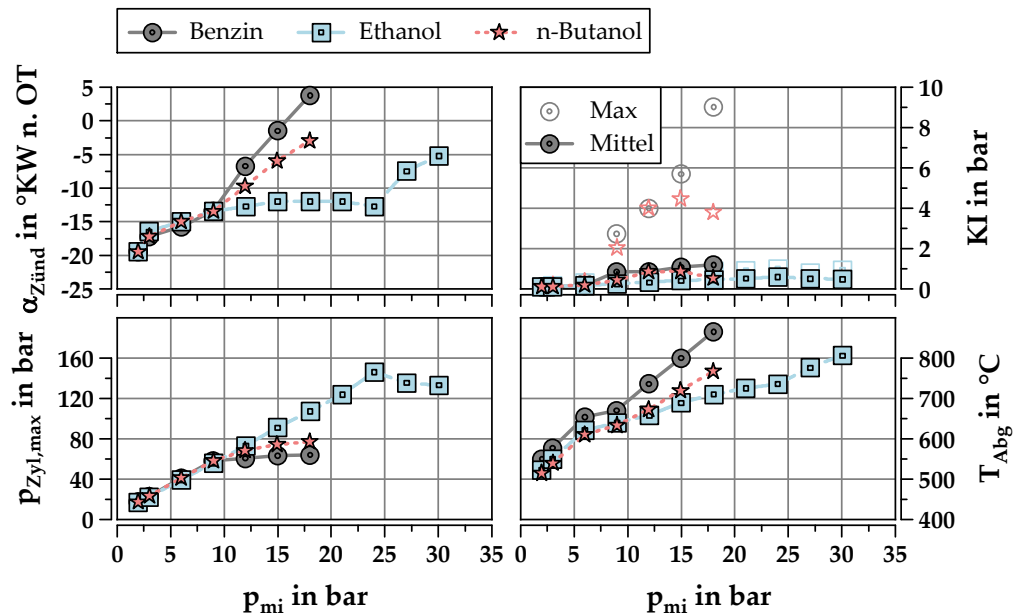 Benzin Ethanol n-Butanol
α_Zünd in °KW n. OT
5
0
-5
-10
-15
-20
-25
Max
Mittel
10
8
6
4
2
0
KI in bar
p_Zyl,max in bar
160
120
80
40
0
800
700
600
500
400
T_Abg in °C
0 5 10 15 20 25 30 35
0 5 10 15 20 25 30 35
p_mi in bar
p_mi in bar